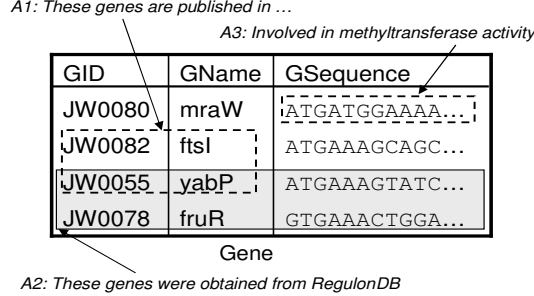 A1: These genes are published in …
A3: Involved in methyltransferase activity
GID GName GSequence
JW0080 mraW ATGATGGAAAA...
JW0082 ftsI ATGAAAGCAGC...
JW0055 yabP ATGAAAGTATC...
JW0078 fruR GTGAAACTGGA...
Gene
A2: These genes were obtained from RegulonDB